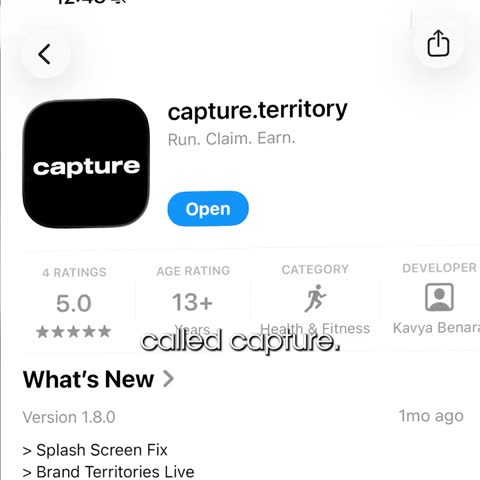 capture
capture.territory
Run. Claim. Earn.
Open
4 RATINGS
5.0
AGE RATING
13+
Years
CATEGORY
Health & Fitness
DEVELOPER
Kavya Benara
called capture.
What's New
Version 1.8.0
1mo ago
> Splash Screen Fix
> Brand Territories Live